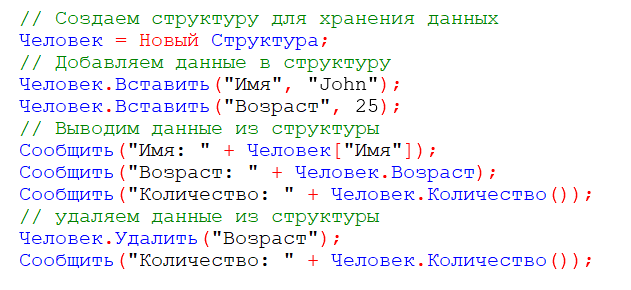 // Создаем структуру для хранения данных
Человек = Новый Структура;
// Добавляем данные в структуру
Человек.Вставить("Имя", "John");
Человек.Вставить("Возраст", 25);
// Выводим данные из структуры
Сообщить("Имя: " + Человек["Имя"]);
Сообщить("Возраст: " + Человек.Возраст);
Сообщить("Количество: " + Человек.Количество());
// удаляем данные из структуры
Человек.Удалить("Возраст");
Сообщить("Количество: " + Человек.Количество());